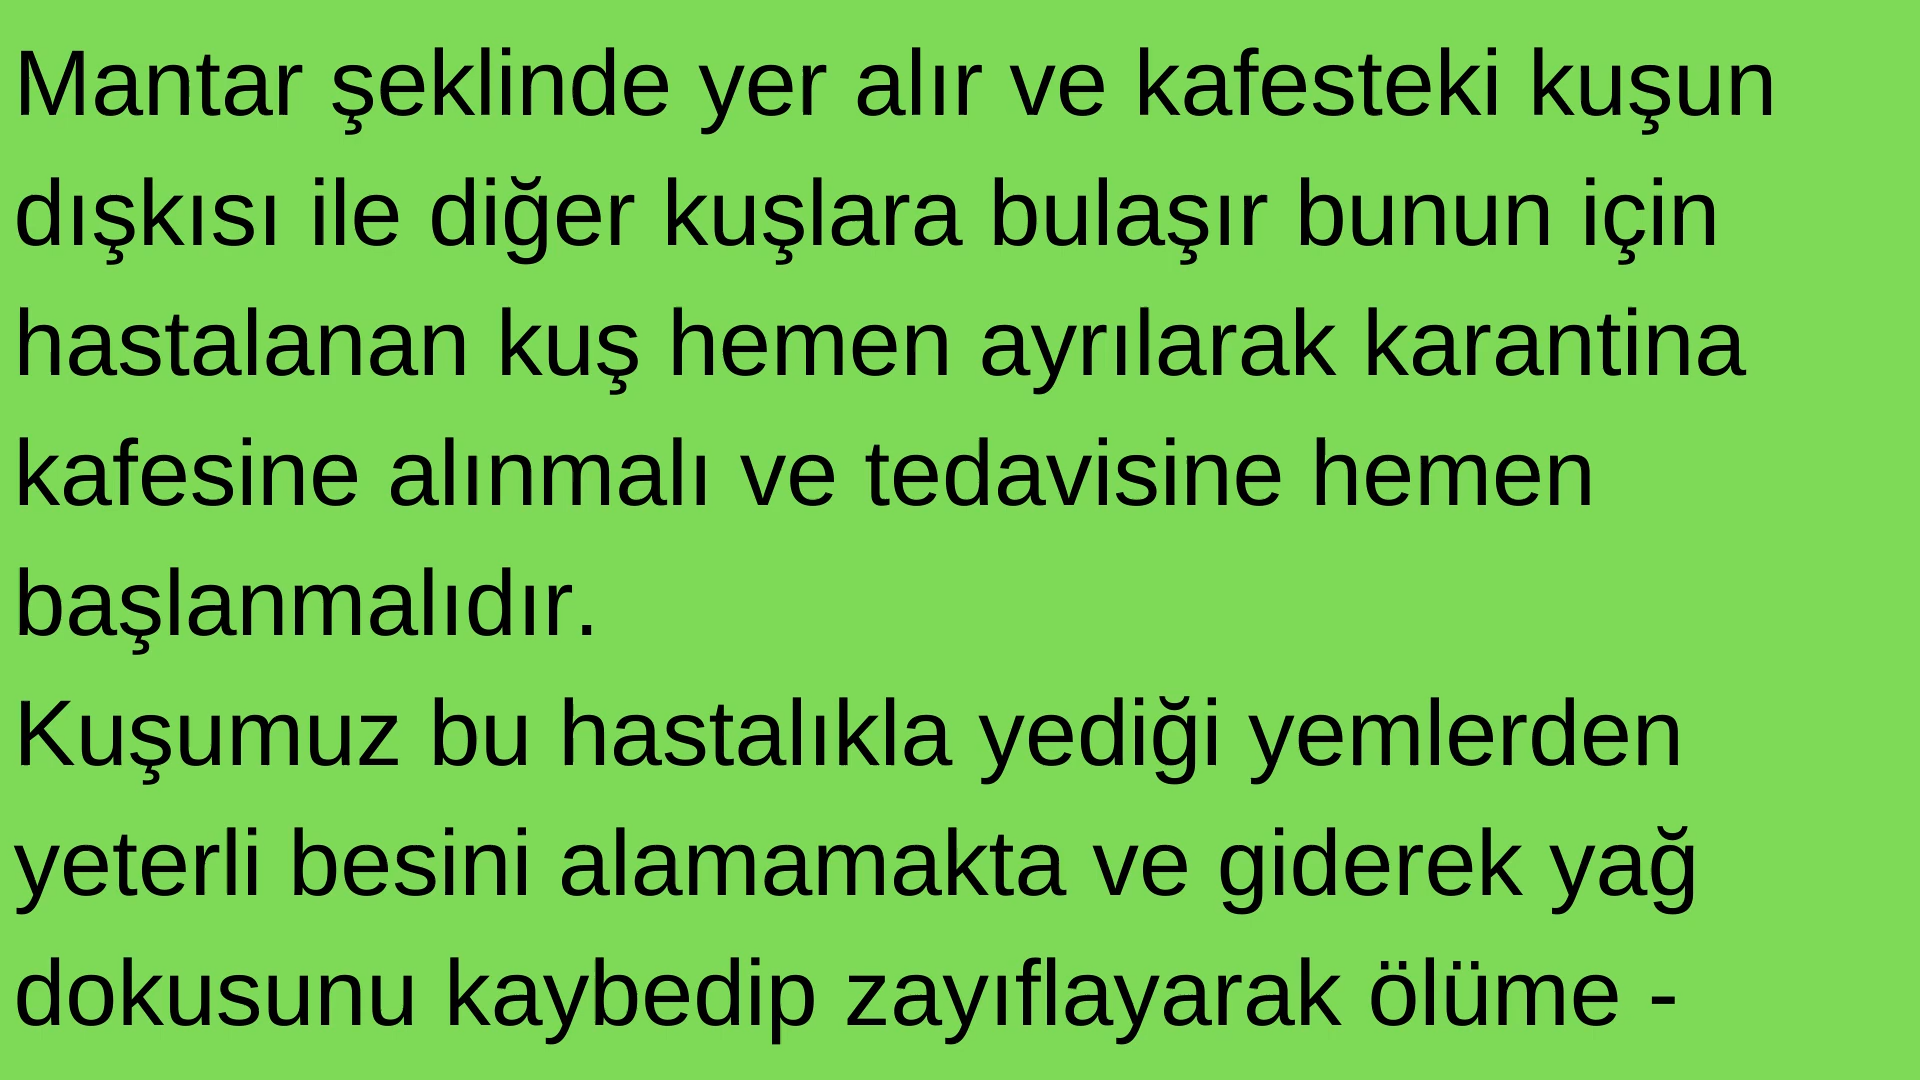 Mantar şeklinde yer alır ve kafesteki kuşun
dışkısı ile diğer kuşlara bulaşır bunun için
hastalanan kuş hemen ayrılarak karantina
kafesine alınmalı ve tedavisine hemen
başlanmalıdır.
Kuşumuz bu hastalıkla yediği yemlerden
yeterli besini alamamakta ve giderek yağ
dokusunu kaybedip zayıflayarak ölüme -